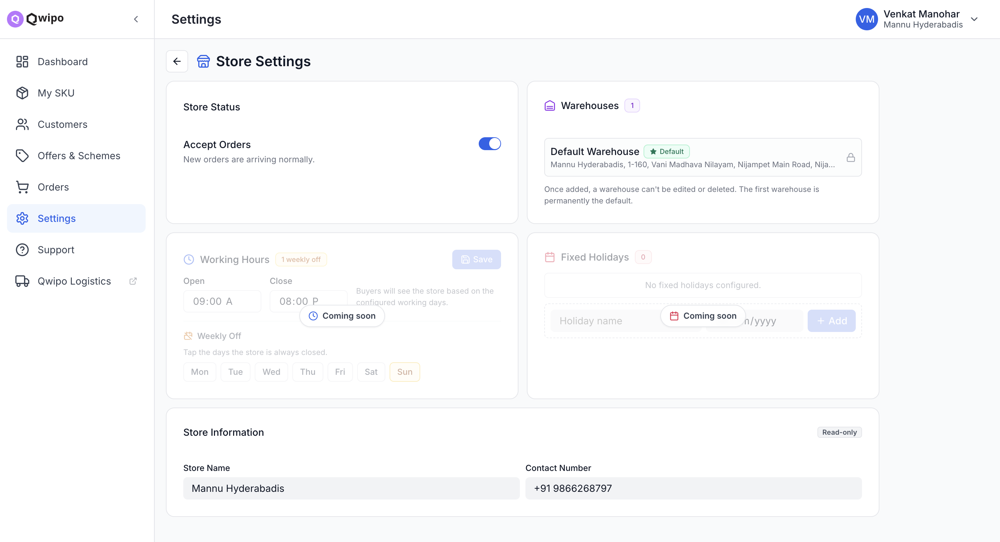 Qwipo
Settings
VM
Venkat Manohar
Mannu Hyderabadis
Dashboard
My SKU
Customers
Offers & Schemes
Orders
Settings
Support
Qwipo Logistics
Store Settings
Store Status
Accept Orders
New orders are arriving normally.
Warehouses 1
Default Warehouse Default
Mannu Hyderabadis, 1-160, Vani Madhava Nilayam, Nijampet Main Road, Nija...
Once added, a warehouse can't be edited or deleted. The first warehouse is
permanently the default.
Working Hours 1 weekly off Save
Open Close
09:00 A 08:00 P
Buyers will see the store based on the
configured working days.
Coming soon
Weekly Off
Tap the days the store is always closed.
Mon Tue Wed Thu Fri Sat Sun
Fixed Holidays 0
No fixed holidays configured.
Coming soon
Holiday name /yyyy + Add
Store Information Read-only
Store Name Contact Number
Mannu Hyderabadis +91 9866268797